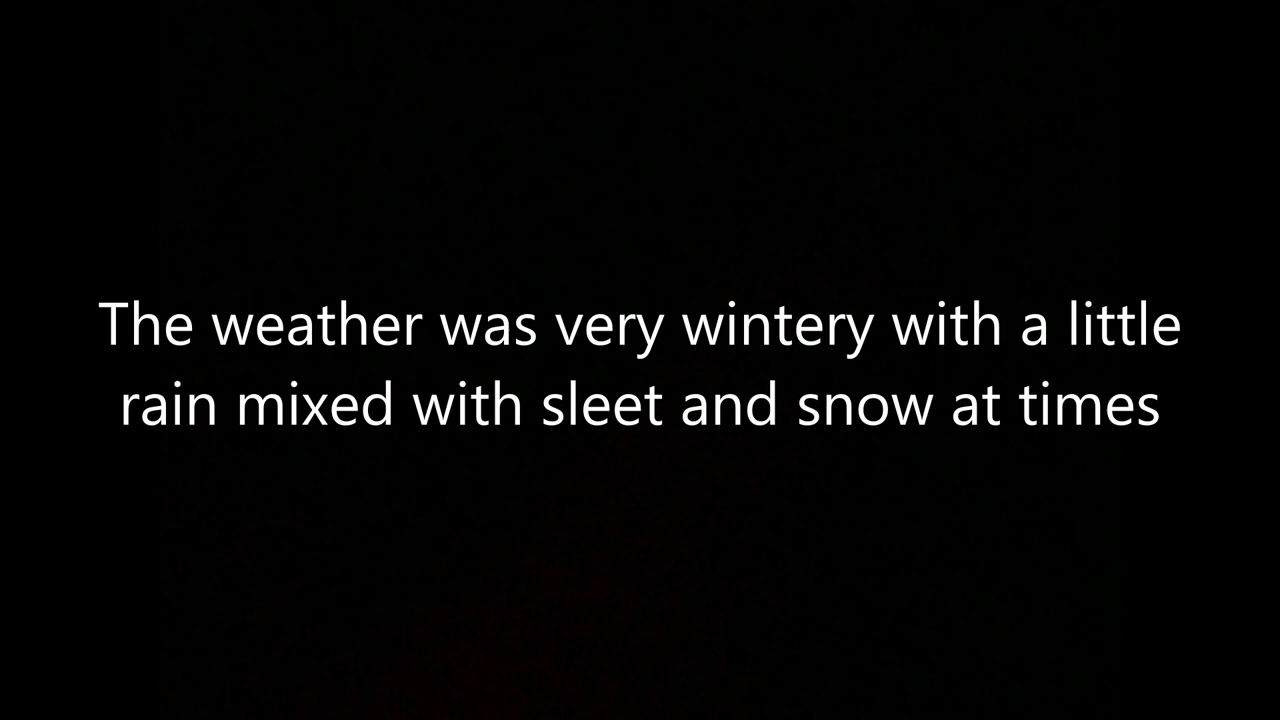 The weather was very wintery with a little
rain mixed with sleet and snow at times